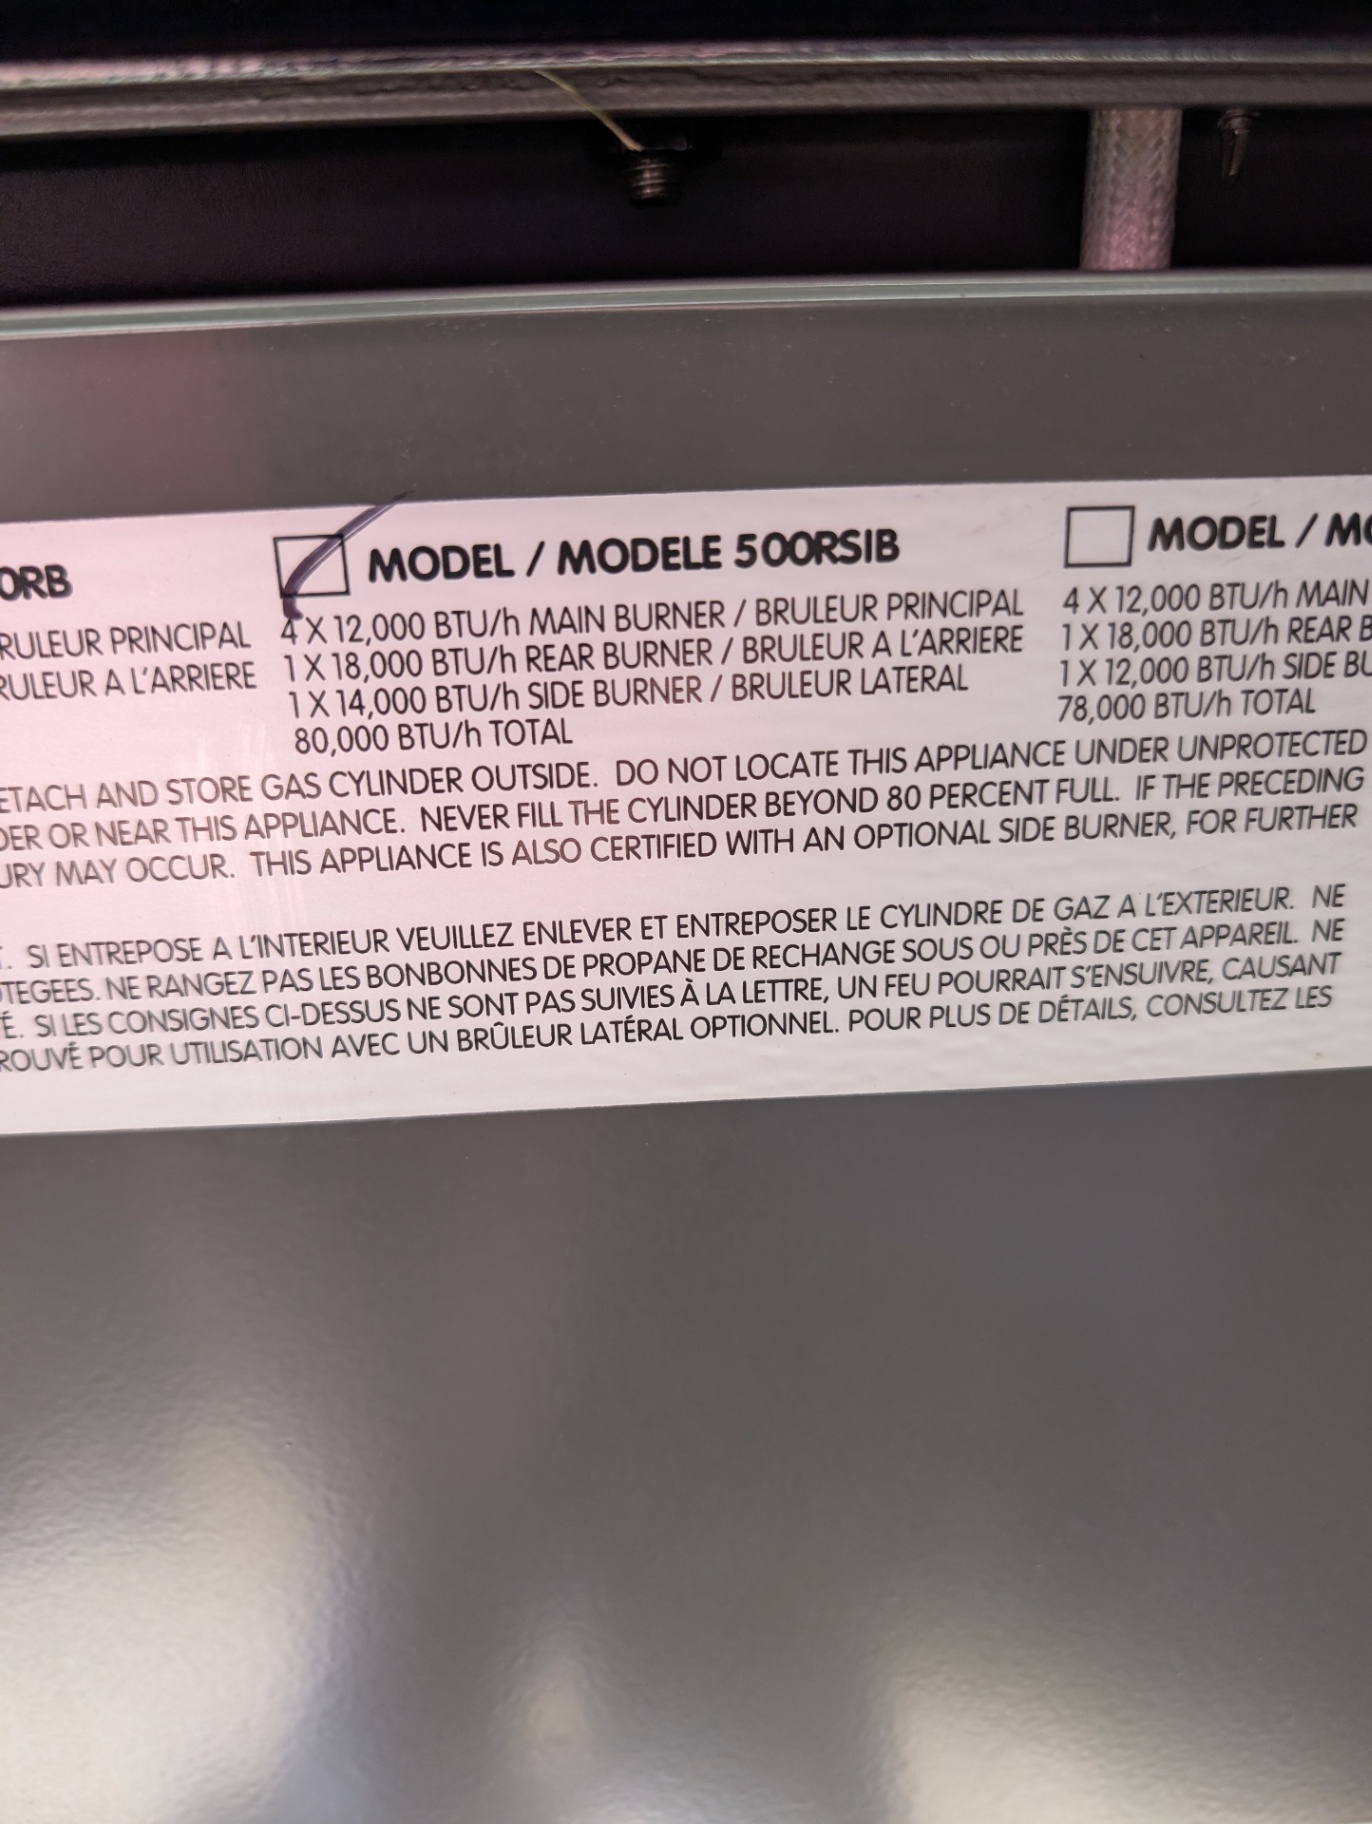 ORB
RULEUR PRINCIPAL
RULEUR A L'ARRIERE
MODEL / MODELE 500RSIB
4 X 12,000 BTU/h MAIN BURNER / BRULEUR PRINCIPAL
1 X 18,000 BTU/h REAR BURNER / BRULEUR A L'ARRIERE
1 X 14,000 BTU/h SIDE BURNER / BRULEUR LATERAL
80,000 BTU/h TOTAL
MODEL / MO
4 X 12,000 BTU/h MAIN
1 X 18,000 BTU/h REAR B
1 X 12,000 BTU/h SIDE BU
78,000 BTU/h TOTAL
ETACH AND STORE GAS CYLINDER OUTSIDE. DO NOT LOCATE THIS APPLIANCE UNDER UNPROTECTED
DER OR NEAR THIS APPLIANCE. NEVER FILL THE CYLINDER BEYOND 80 PERCENT FULL. IF THE PRECEDING
URY MAY OCCUR. THIS APPLIANCE IS ALSO CERTIFIED WITH AN OPTIONAL SIDE BURNER, FOR FURTHER
. SI ENTREPOSE A L'INTERIEUR VEUILLEZ ENLEVER ET ENTREPOSER LE CYLINDRE DE GAZ A L'EXTERIEUR. NE
TEGEES. NE RANGEZ PAS LES BONBONNES DE PROPANE DE RECHANGE SOUS OU PRÈS DE CET APPAREIL. NE
É. SI LES CONSIGNES CI-DESSUS NE SONT PAS SUIVIES À LA LETTRE, UN FEU POURRAIT S'ENSUIVRE, CAUSANT
ROUVÉ POUR UTILISATION AVEC UN BRÛLEUR LATÉRAL OPTIONNEL. POUR PLUS DE DÉTAILS, CONSULTEZ LES